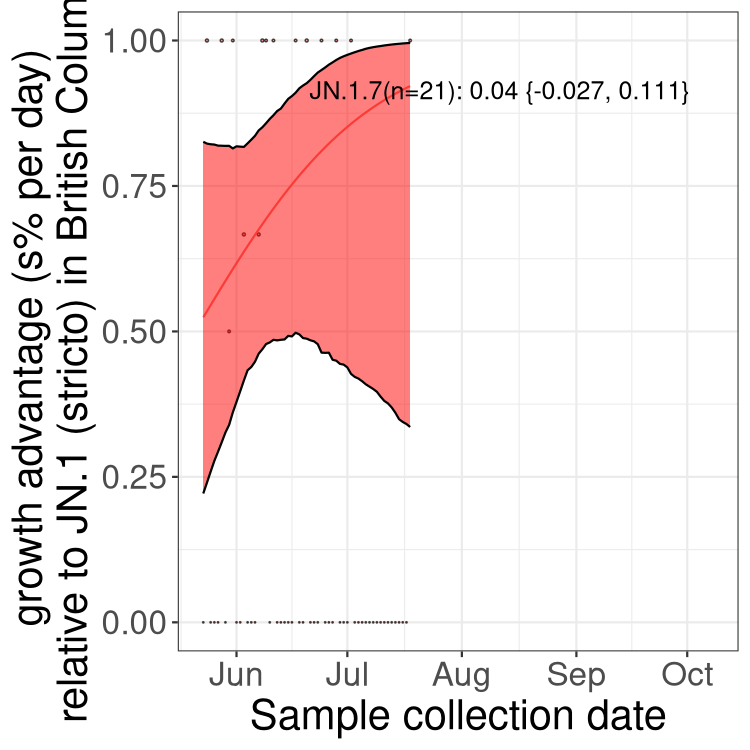 growth advantage (s% per day)
relative to JN.1 (stricto) in British Colum
1.00
0.75
0.50
0.25
0.00
JN.1.7(n=21): 0.04 {-0.027, 0.111}
Jun Jul Aug Sep Oct
Sample collection date